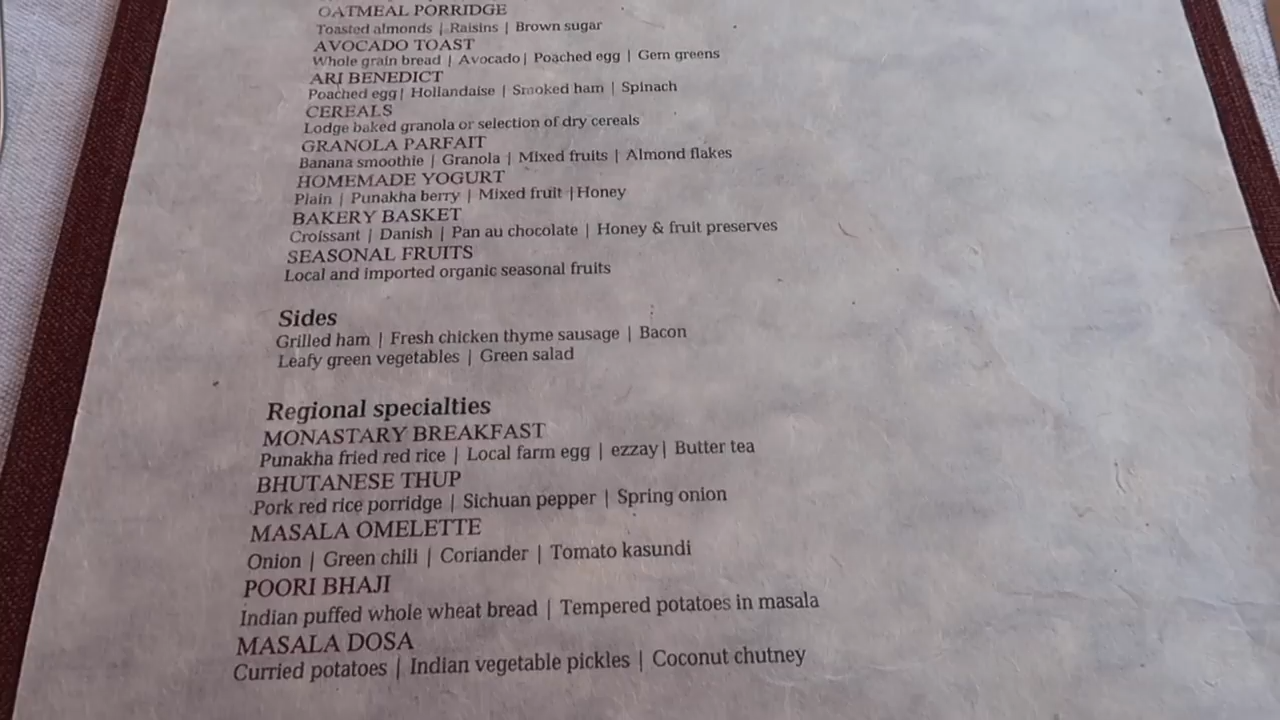 OATMEAL PORRIDGE
Toasted almonds | Raisins | Brown sugar
AVOCADO TOAST
Whole grain bread | Avocado | Poached egg | Gem greens
ARI BENEDICT
Poached egg | Hollandaise | Smoked ham | Spinach
CEREALS
Lodge baked granola or selection of dry cereals
GRANOLA PARFAIT
Banana smoothie | Granola | Mixed fruits | Almond flakes
HOMEMADE YOGURT
Plain | Punakha berry | Mixed fruit | Honey
BAKERY BASKET
Croissant | Danish | Pan au chocolate | Honey & fruit preserves
SEASONAL FRUITS
Local and imported organic seasonal fruits
Sides
Grilled ham | Fresh chicken thyme sausage | Bacon
Leafy green vegetables | Green salad
Regional specialties
MONASTARY BREAKFAST
Punakha fried red rice | Local farm egg | ezzay | Butter tea
BHUTANESE THUP
Pork red rice porridge | Sichuan pepper | Spring onion
MASALA OMELETTE
Onion | Green chili | Coriander | Tomato kasundi
POORI BHAJI
Indian puffed whole wheat bread | Tempered potatoes in masala
MASALA DOSA
Curried potatoes | Indian vegetable pickles | Coconut chutney